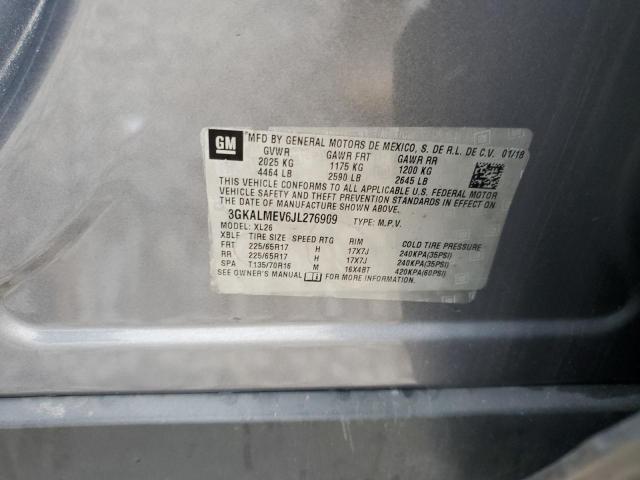 GM MFD BY GENERAL MOTORS DE MEXICO, S. DE R.L. DE C.V. 01/18
GVWR GAWR FRT GAWR RR
2025 KG 1175 KG 1200 KG
4464 LB 2590 LB 2645 LB
THIS VEHICLE CONFORMS TO ALL APPLICABLE U.S. FEDERAL MOTOR
VEHICLE SAFETY AND THEFT PREVENTION STANDARDS IN EFFECT ON
THE DATE OF MANUFACTURE SHOWN ABOVE.
3GKALMEV6JL276909 TYPE: M.P.V.
MODEL: XL26
XBLF TIRE SIZE SPEED RTG RIM COLD TIRE PRESSURE
FRT 225/65R17 H 17X7J 240KPA(35PSI)
RR 225/65R17 H 17X7J 240KPA(35PSI)
SPA T135/70R16 M 16X4BT 420KPA(60PSI)
SEE OWNER'S MANUAL FOR MORE INFORMATION.